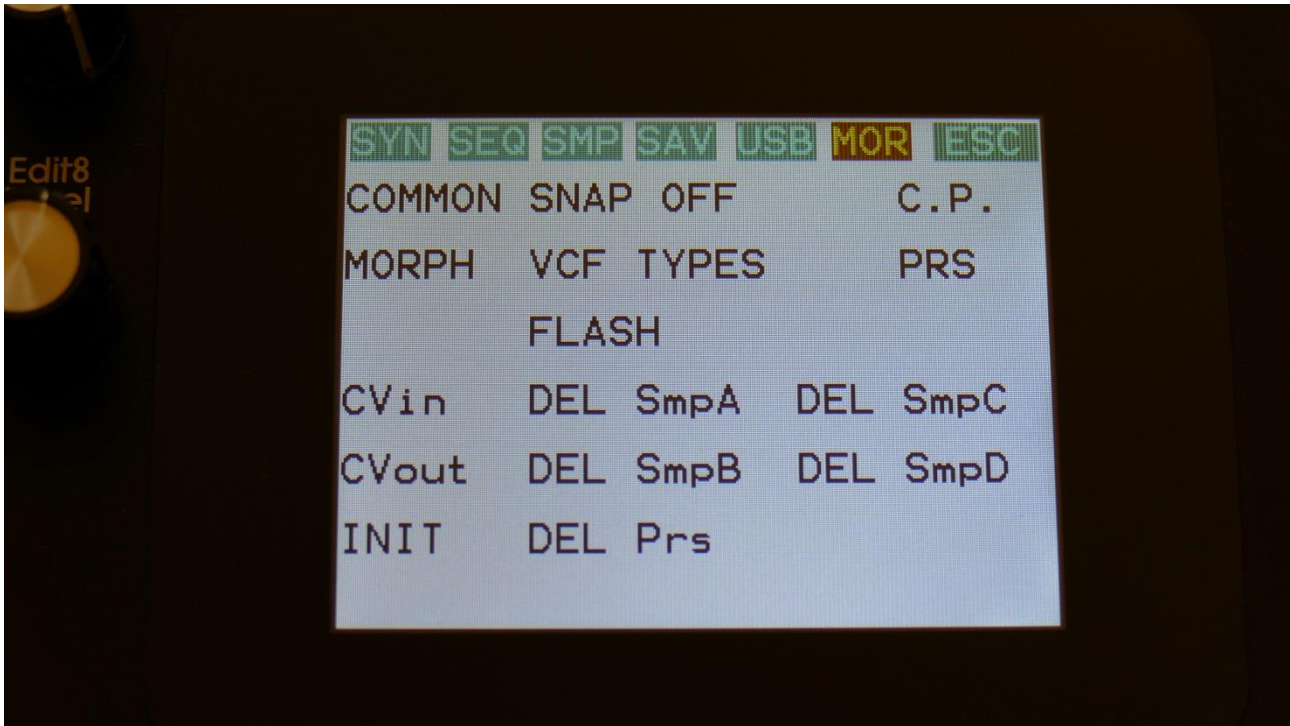 SYN SEQ SMP SAV USB MOR ESC
Edit8
COMMON SNAP OFF C.P.
MORPH VCF TYPES PRS
FLASH
CVin DEL SmpA DEL SmpC
CVout DEL SmpB DEL SmpD
INIT DEL Prs